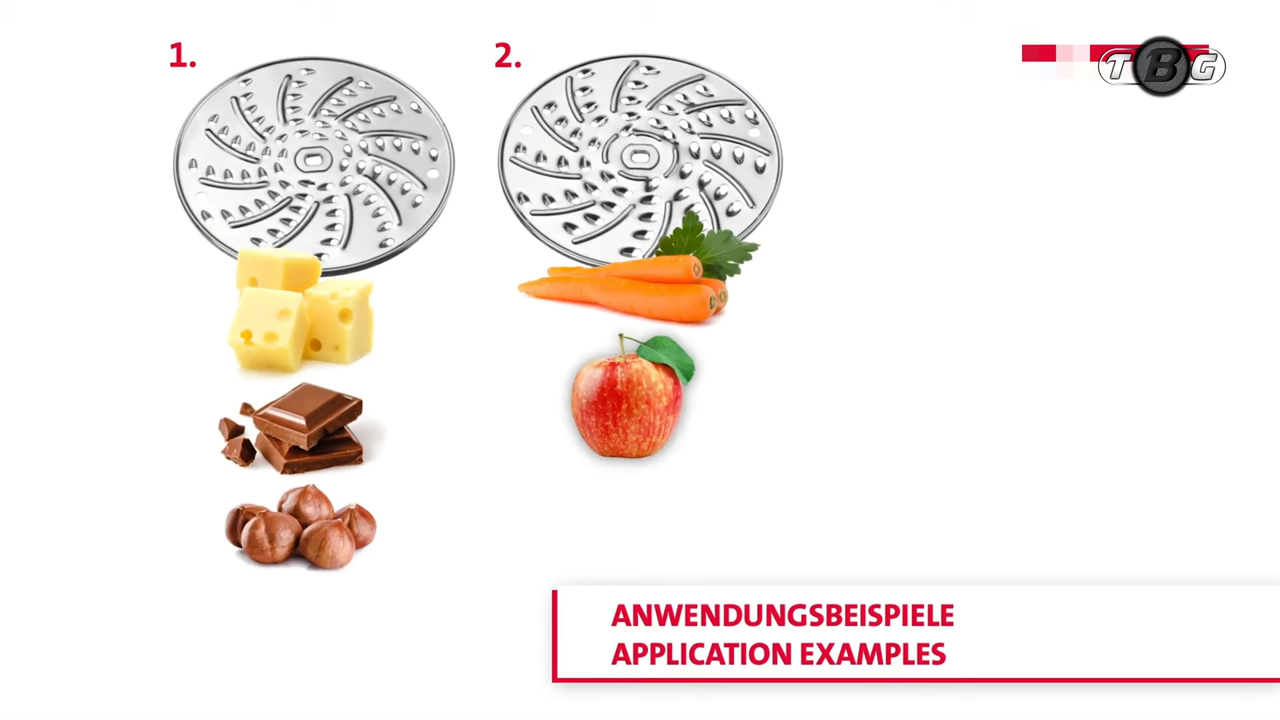 1.
2.
TBG
ANWENDUNGSBEISPIELE
APPLICATION EXAMPLES